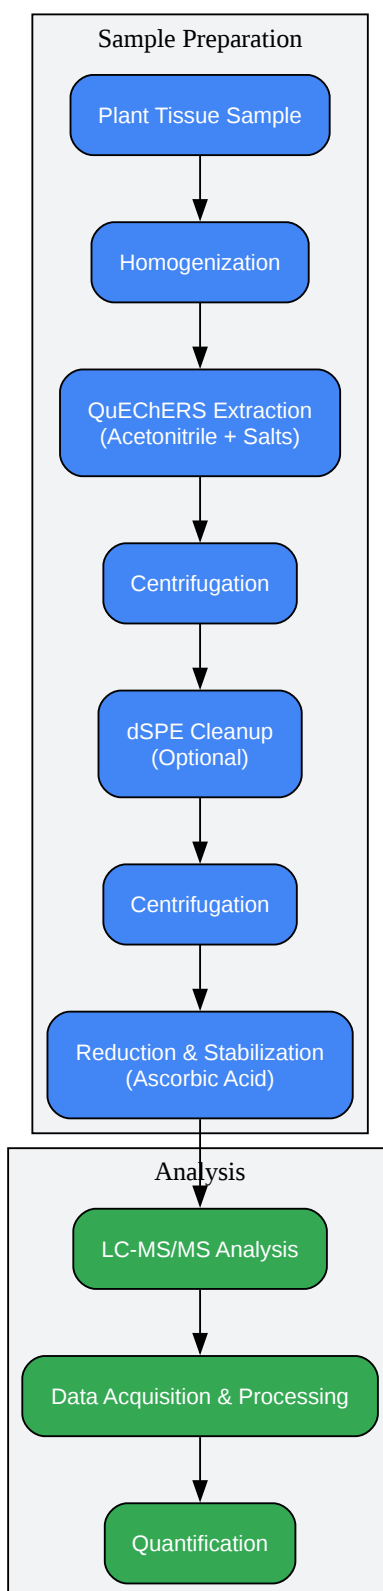 Sample Preparation
Plant Tissue Sample
Homogenization
QuEChERS Extraction
(Acetonitrile + Salts)
Centrifugation
dSPE Cleanup
(Optional)
Centrifugation
Reduction & Stabilization
(Ascorbic Acid)
Analysis
LC-MS/MS Analysis
Data Acquisition & Processing
Quantification